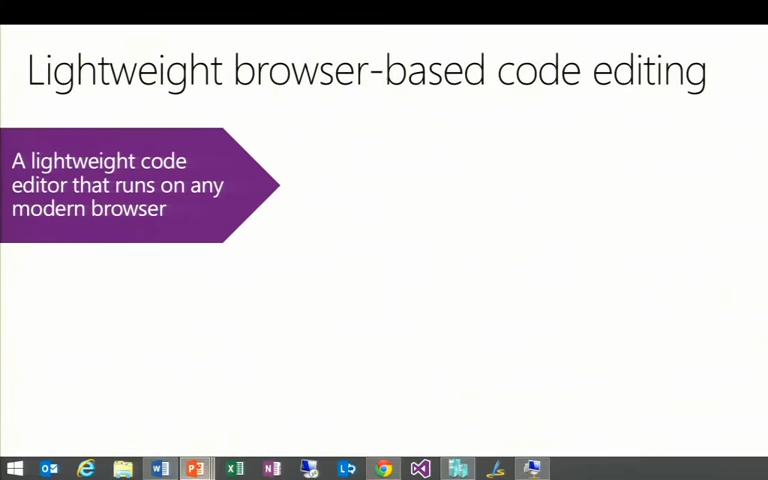 Lightweight browser-based code editing
A lightweight code
editor that runs on any
modern browser